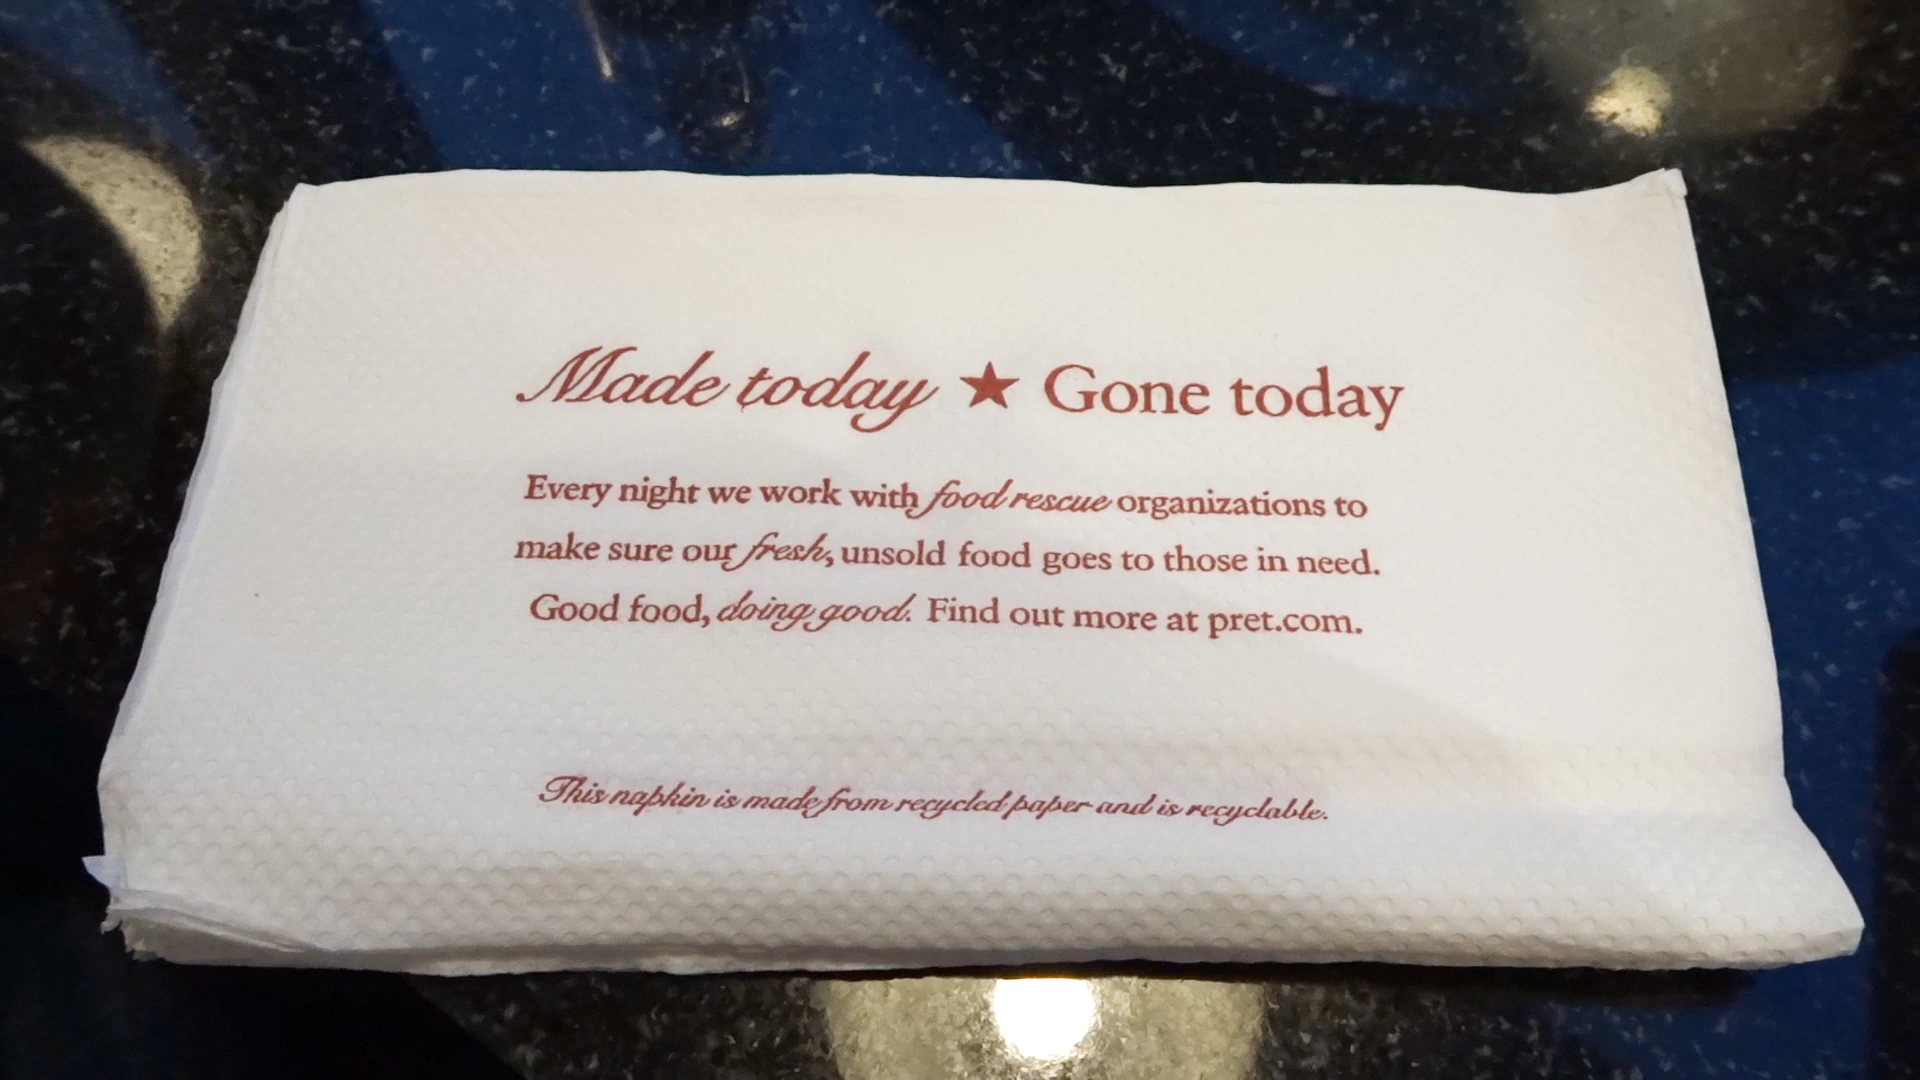 Made today ★ Gone today
Every night we work with food rescue organizations to
make sure our fresh, unsold food goes to those in need.
Good food, doing good. Find out more at pret.com.
This napkin is made from recycled paper and is recyclable.